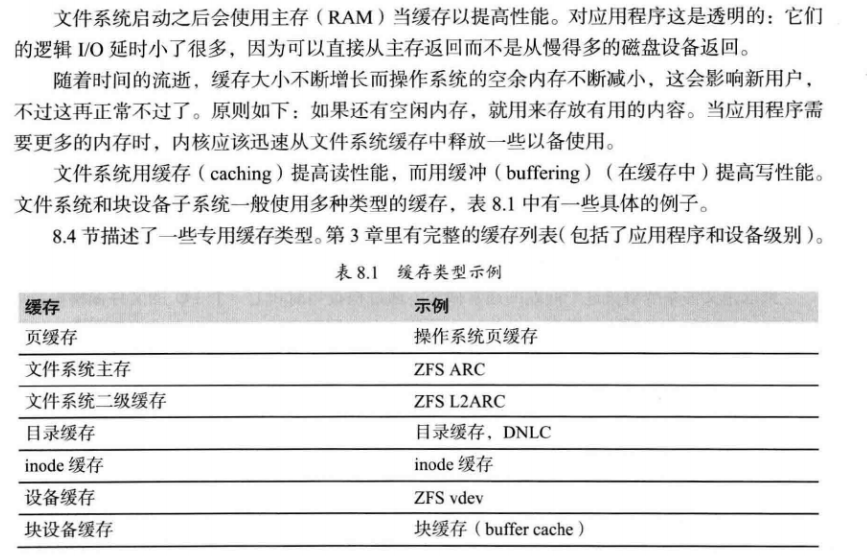 文件系统启动之后会使用主存（RAM）当缓存以提高性能。对应用程序这是透明的：它们
的逻辑 I/O 延时小了很多，因为可以直接从主存返回而不是从慢得多的磁盘设备返回。
随着时间的流逝，缓存大小不断增长而操作系统的空余内存不断减小，这会影响新用户，
不过这再正常不过了。原则如下：如果还有空闲内存，就用来存放有用的内容。当应用程序需
要更多的内存时，内核应该迅速从文件系统缓存中释放一些以备使用。
文件系统用缓存（caching）提高读性能，而用缓冲（buffering）（在缓存中）提高写性能。
文件系统和块设备子系统一般使用多种类型的缓存，表 8.1 中有一些具体的例子。
8.4 节描述了一些专用缓存类型。第 3 章里有完整的缓存列表（包括了应用程序和设备级别）。
表 8.1 缓存类型示例
缓存 示例
页缓存 操作系统页缓存
文件系统主存 ZFS ARC
文件系统二级缓存 ZFS L2ARC
目录缓存 目录缓存，DNLC
inode 缓存 inode 缓存
设备缓存 ZFS vdev
块设备缓存 块缓存（buffer cache）